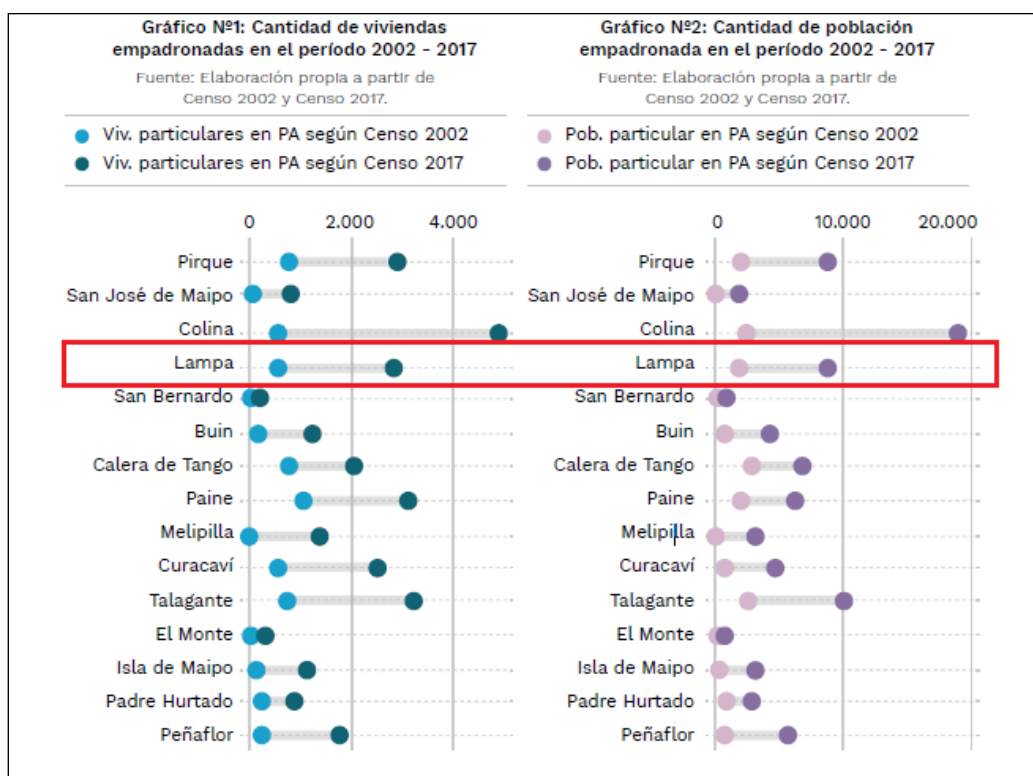 Gráfico Nº1: Cantidad de viviendas
empadronadas en el período 2002 - 2017
Fuente: Elaboración propia a partir de
Censo 2002 y Censo 2017.
Viv. particulares en PA según Censo 2002
Viv. particulares en PA según Censo 2017
0 2.000 4.000
Pirque
San José de Maipo
Colina
Lampa
San Bernardo
Buin
Calera de Tango
Paine
Melipilla
Curacaví
Talagante
El Monte
Isla de Maipo
Padre Hurtado
Peñaflor
Gráfico Nº2: Cantidad de población
empadronada en el período 2002 - 2017
Fuente: Elaboración propia a partir de
Censo 2002 y Censo 2017.
Pob. particular en PA según Censo 2002
Pob. particular en PA según Censo 2017
0 10.000 20.000
Pirque
San José de Maipo
Colina
Lampa
San Bernardo
Buin
Calera de Tango
Paine
Melipilla
Curacaví
Talagante
El Monte
Isla de Maipo
Padre Hurtado
Peñaflor